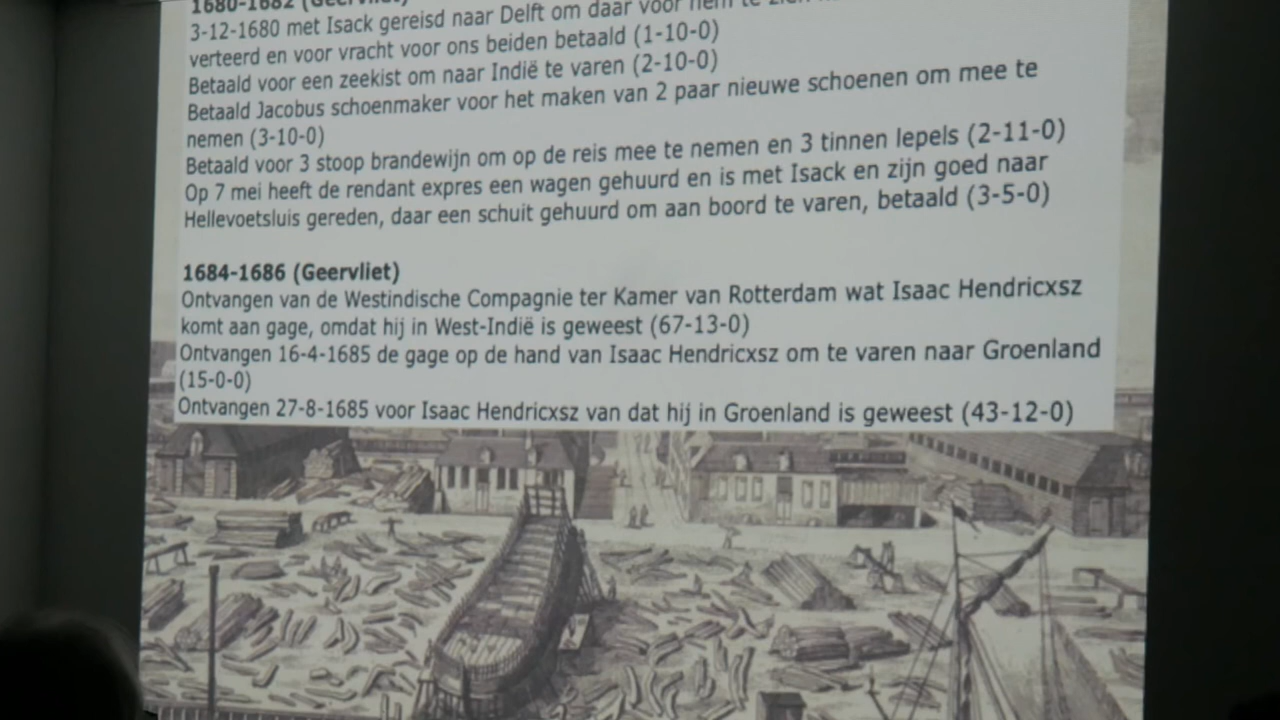 1680-1682 (Geervliet)
3-12-1680 met Isack gereisd naar Delft om daar voor hem te
verteerd en voor vracht voor ons beiden betaald (1-10-0)
Betaald voor een zeekist om naar Indië te varen (2-10-0)
Betaald Jacobus schoenmaker voor het maken van 2 paar nieuwe schoenen om mee te
nemen (3-10-0)
Betaald voor 3 stoop brandewijn om op de reis mee te nemen en 3 tinnen lepels (2-11-0)
Op 7 mei heeft de rendant expres een wagen gehuurd en is met Isack en zijn goed naar
Hellevoetsluis gereden, daar een schuit gehuurd om aan boord te varen, betaald (3-5-0)
1684-1686 (Geervliet)
Ontvangen van de Westindische Compagnie ter Kamer van Rotterdam wat Isaac Hendricxsz
komt aan gage, omdat hij in West-Indië is geweest (67-13-0)
Ontvangen 16-4-1685 de gage op de hand van Isaac Hendricxsz om te varen naar Groenland
(15-0-0)
Ontvangen 27-8-1685 voor Isaac Hendricxsz van dat hij in Groenland is geweest (43-12-0)